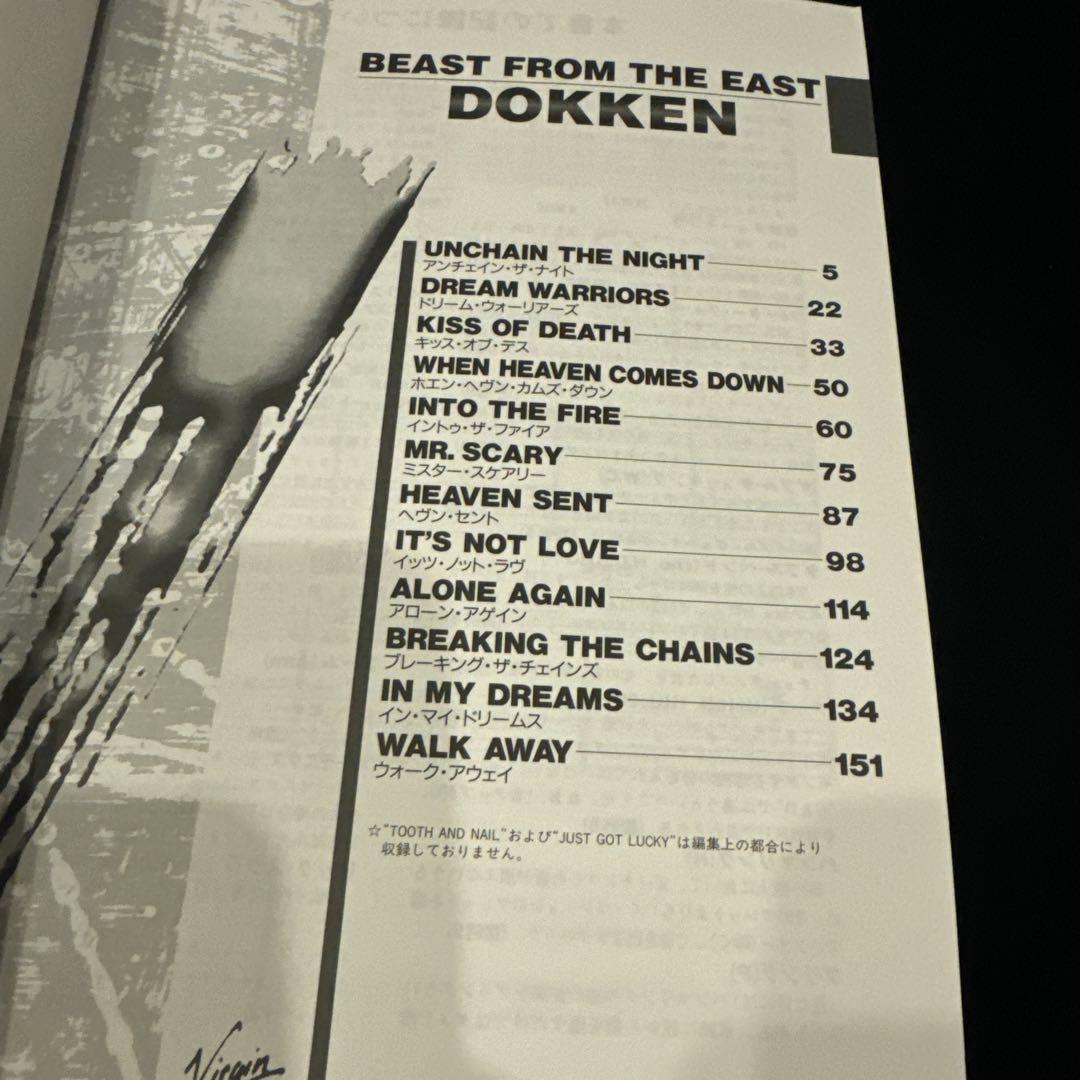 BEAST FROM THE EAST
DOKKEN
UNCHAIN THE NIGHT 5
アンチェイン・ザ・ナイト
DREAM WARRIORS 22
ドリーム・ウォーリアーズ
KISS OF DEATH 33
キッス・オブ・デス
WHEN HEAVEN COMES DOWN 50
ホエン・ヘヴン・カムズ・ダウン
INTO THE FIRE 60
イントゥ・ザ・ファイア
MR. SCARY 75
ミスター・スケアリー
HEAVEN SENT 87
ヘヴン・セント
IT'S NOT LOVE 98
イッツ・ノット・ラヴ
ALONE AGAIN 114
アローン・アゲイン
BREAKING THE CHAINS 124
ブレーキング・ザ・チェインズ
IN MY DREAMS 134
イン・マイ・ドリームス
WALK AWAY 151
ウォーク・アウェイ
☆"TOOTH AND NAIL"および"JUST GOT LUCKY"は編集上の都合により
収録しておりません。
Virgin